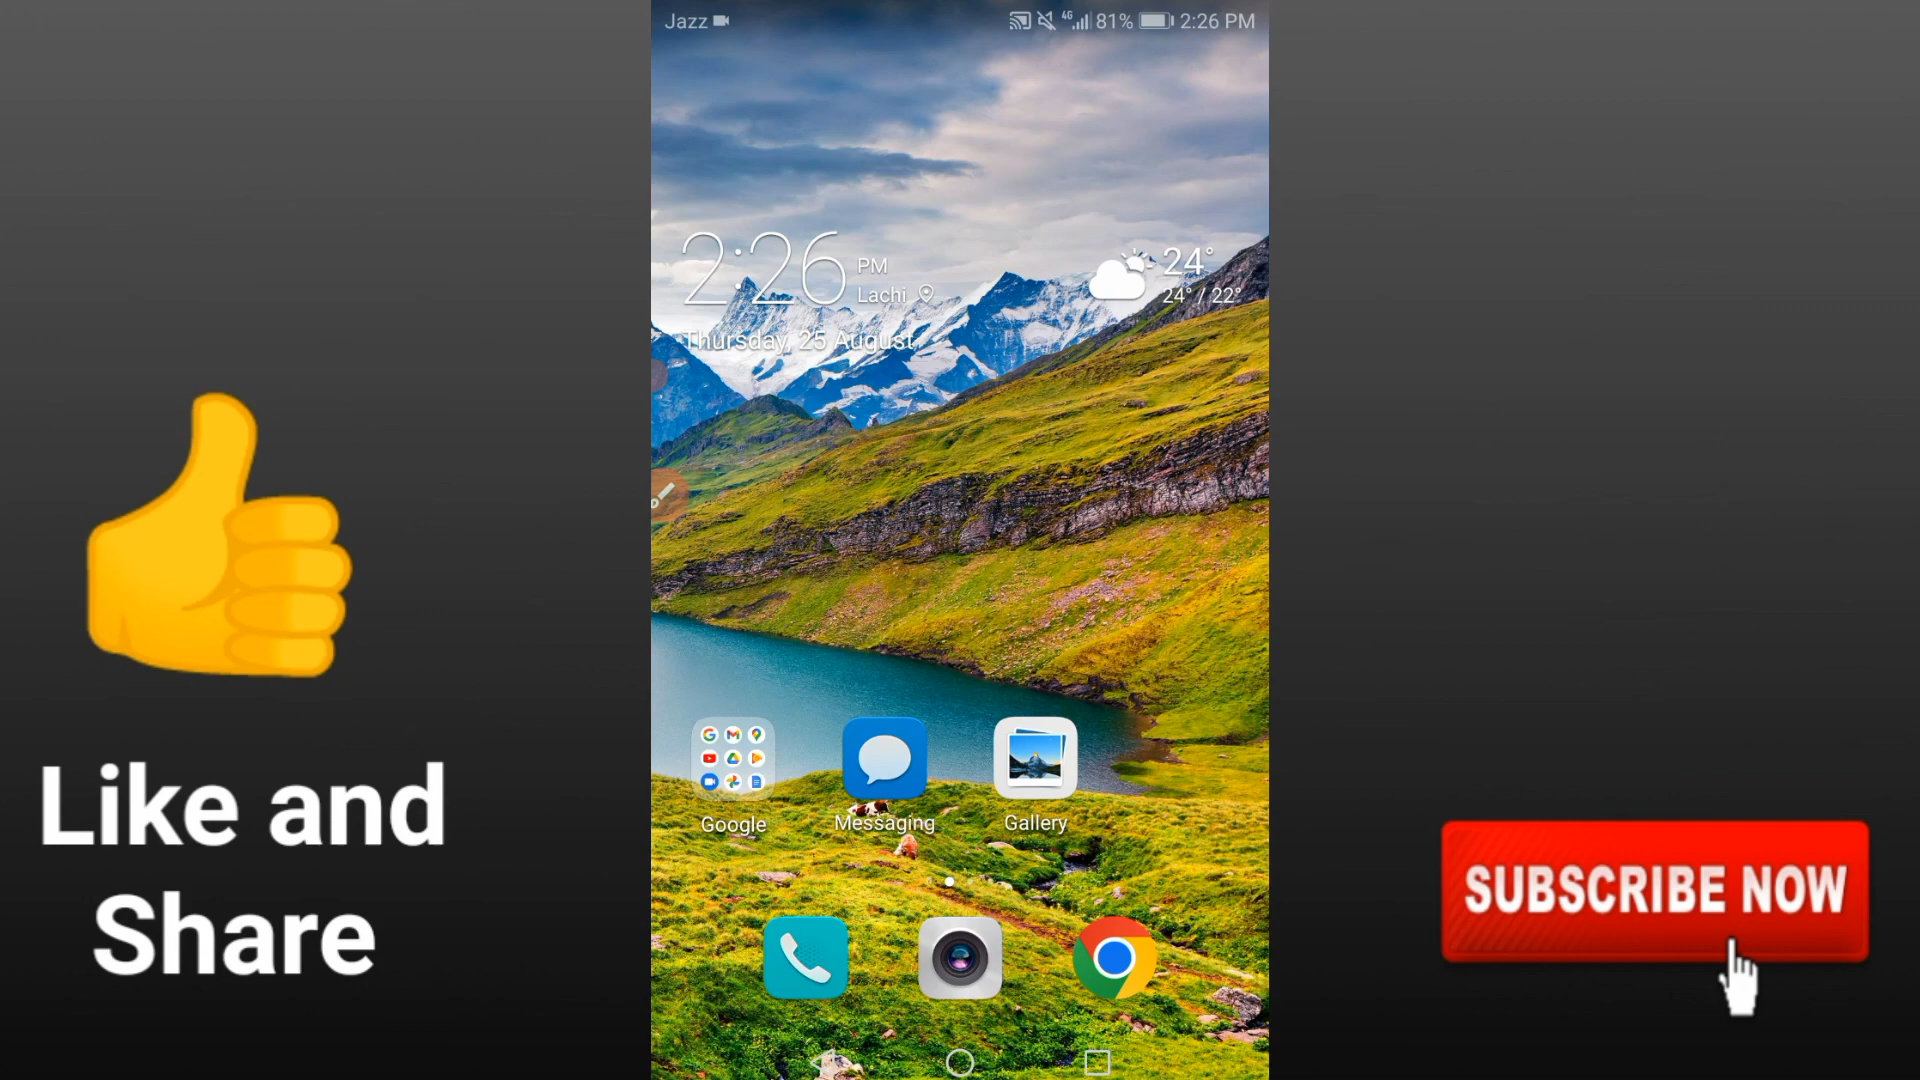 Jazz
4G 81% 2:26 PM
2:26 PM
Lachi
24°
24° / 22°
Thursday, 25 August
Google
Messaging
Gallery
Like and
Share
SUBSCRIBE NOW